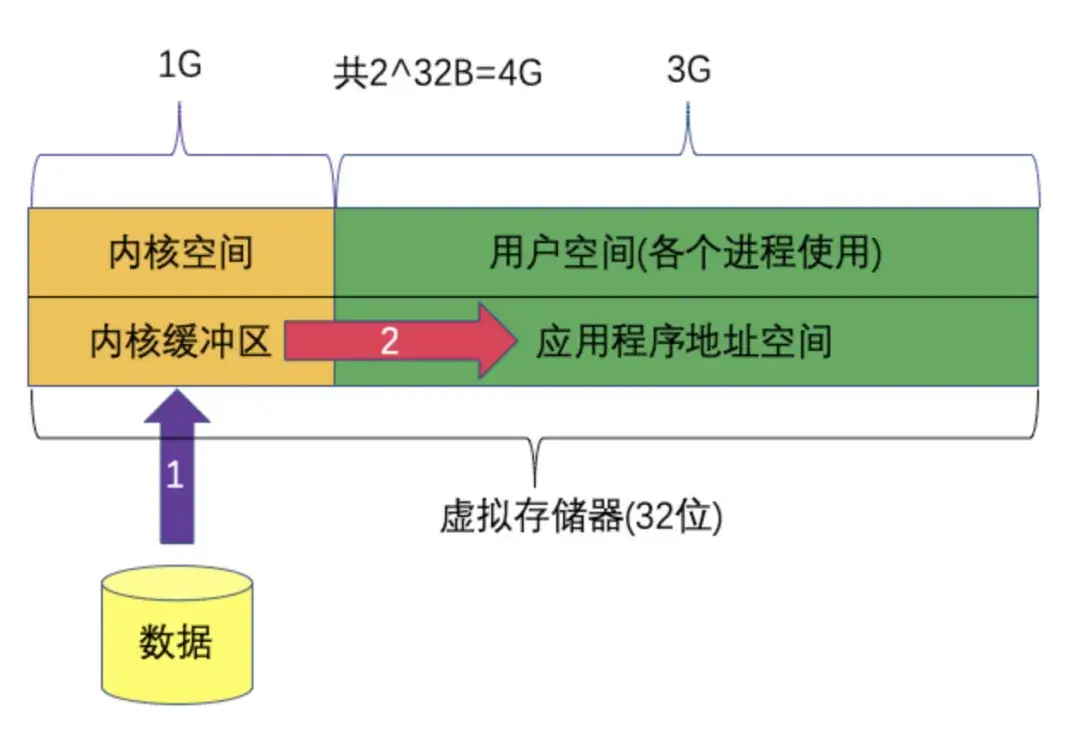 1G
共2^32B=4G
3G
内核空间
用户空间(各个进程使用)
内核缓冲区
2
应用程序地址空间
1
虚拟存储器(32位)
数据